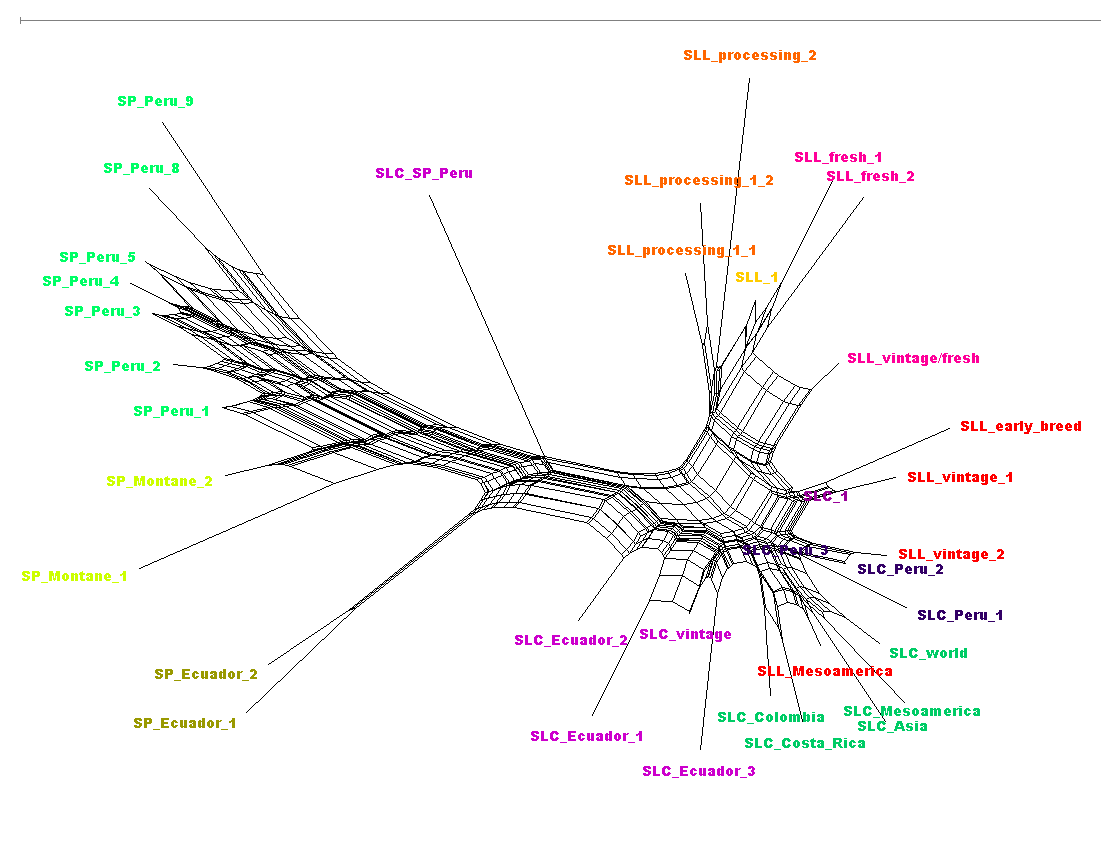 SLL_processing_2
SP_Peru_9
SLL_fresh_1
SP_Peru_8
SLC_SP_Peru
SLL_fresh_2
SLL_processing_1_2
SLL_processing_1_1
SP_Peru_5
SLL_1
SP_Peru_4
SP_Peru_3
SLL_vintage/fresh
SP_Peru_2
SP_Peru_1
SLL_early_breed
SLL_vintage_1
SP_Montane_2
SLC_1
SLC_Peru_3
SLL_vintage_2
SLC_Peru_2
SP_Montane_1
SLC_Peru_1
SLC_vintage
SLC_Ecuador_2
SLC_world
SLL_Mesoamerica
SP_Ecuador_2
SLC_Mesoamerica
SLC_Colombia
SP_Ecuador_1
SLC_Asia
SLC_Ecuador_1
SLC_Costa_Rica
SLC_Ecuador_3